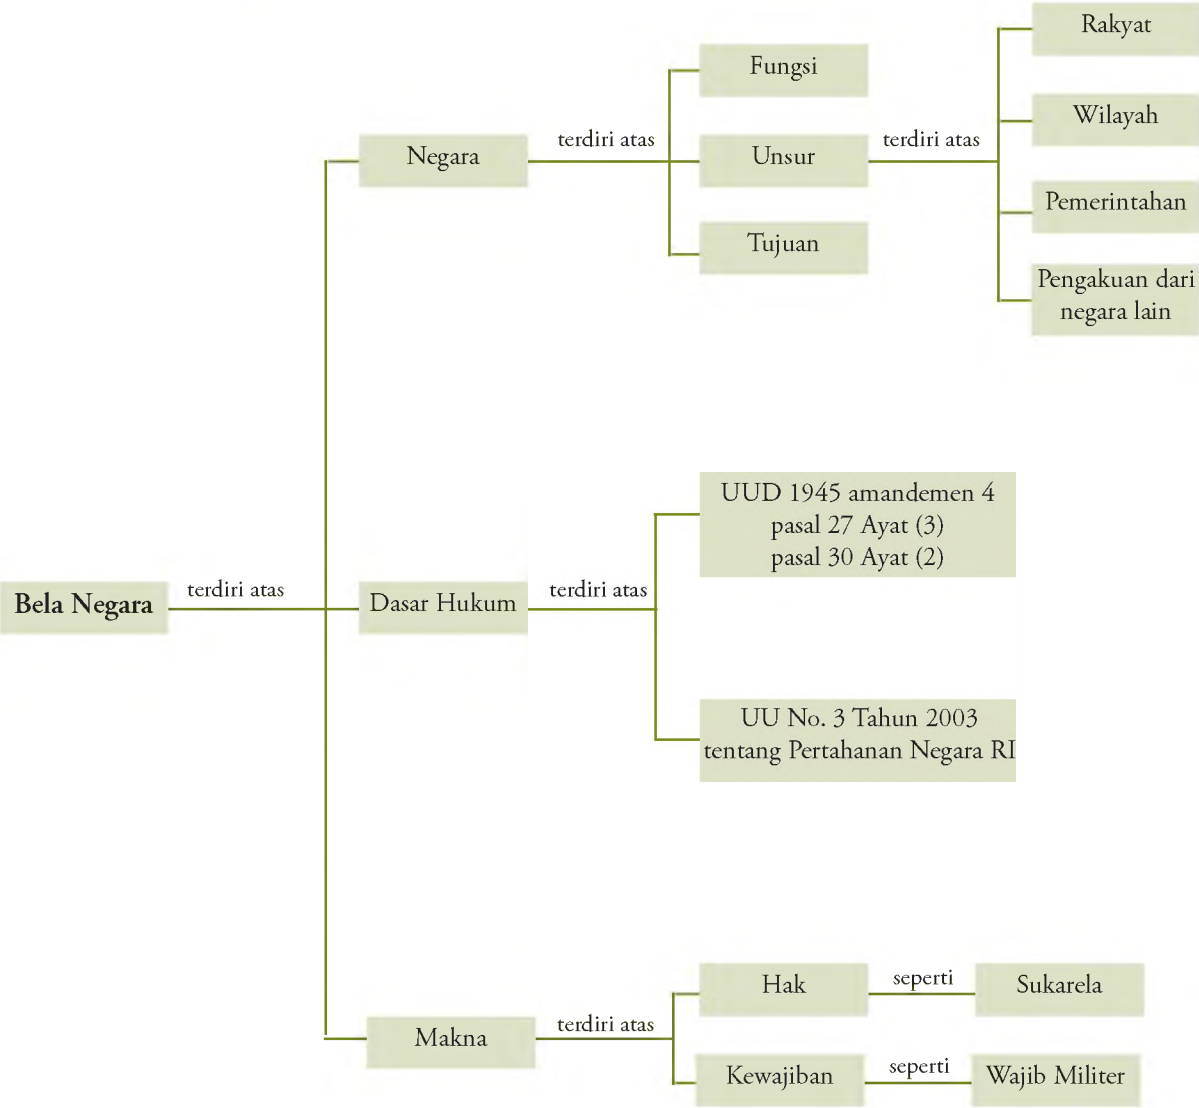 Rakyat
Fungsi
Wilayah
terdiri atas
terdiri atas
Negara
Unsur
Pemerintahan
Tujuan
Pengakuan dari
negara lain
UUD 1945 amandemen 4
pasal 27 Ayat (3)
pasal 30 Ayat (2)
terdiri atas
terdiri atas
Bela Negara
Dasar Hukum
UU No. 3 Tahun 2003
tentang Pertahanan Negara RI
Hak
seperti
Sukarela
terdiri atas
Makna
Kewajiban
seperti
Wajib Militer